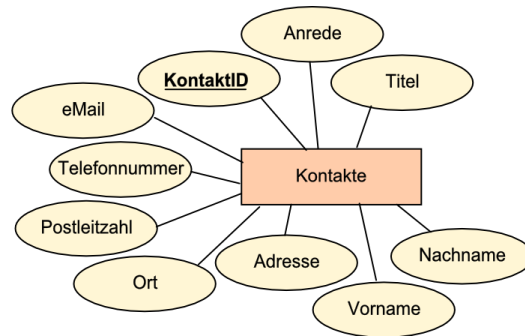 Anrede
KontaktID
Titel
eMail
Telefonnummer
Kontakte
Postleitzahl
Nachname
Adresse
Ort
Vorname